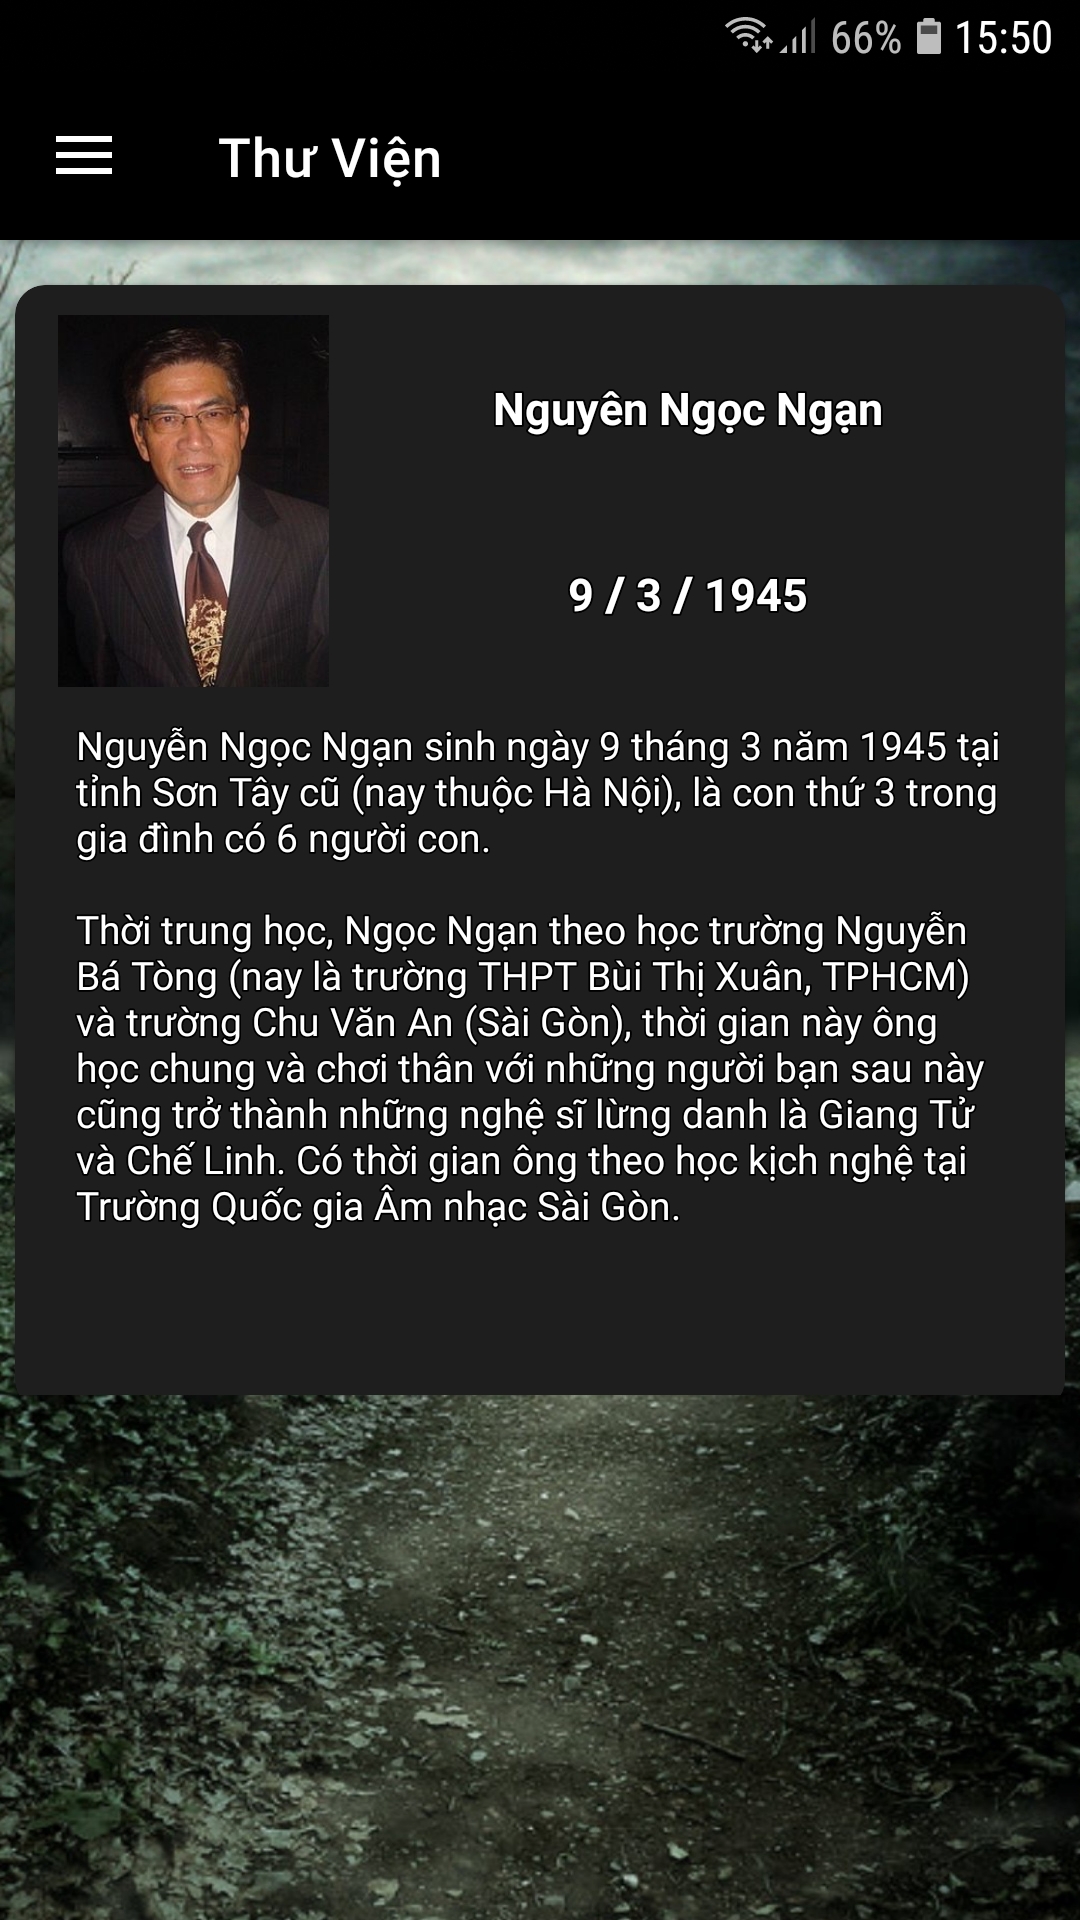 66% 15:50
Thư Viện
Nguyên Ngọc Ngạn
9 / 3 / 1945
Nguyễn Ngọc Ngạn sinh ngày 9 tháng 3 năm 1945 tại
tỉnh Sơn Tây cũ (nay thuộc Hà Nội), là con thứ 3 trong
gia đình có 6 người con.
Thời trung học, Ngọc Ngạn theo học trường Nguyễn
Bá Tòng (nay là trường THPT Bùi Thị Xuân, TPHCM)
và trường Chu Văn An (Sài Gòn), thời gian này ông
học chung và chơi thân với những người bạn sau này
cũng trở thành những nghệ sĩ lừng danh là Giang Tử
và Chế Linh. Có thời gian ông theo học kịch nghệ tại
Trường Quốc gia Âm nhạc Sài Gòn.